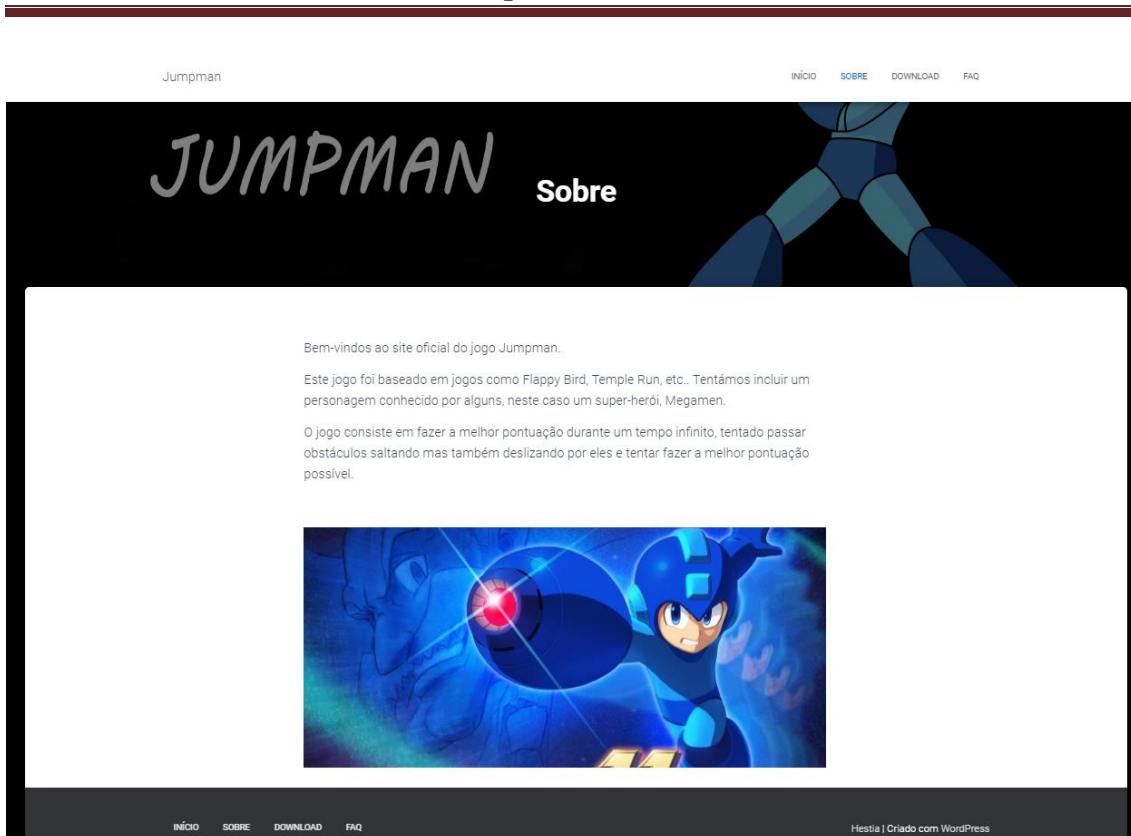 Jumpman
INÍCIO SOBRE DOWNLOAD FAQ
JUMPMAN
Sobre
Bem-vindos ao site oficial do jogo Jumpman.
Este jogo foi baseado em jogos como Flappy Bird, Temple Run, etc.. Tentámos incluir um
personagem conhecido por alguns, neste caso um super-herói, Megamen.
O jogo consiste em fazer a melhor pontuação durante um tempo infinito, tentado passar
obstáculos saltando mas também deslizando por eles e tentar fazer a melhor pontuação
possível.
INÍCIO SOBRE DOWNLOAD FAQ
Hestia | Criado com WordPress